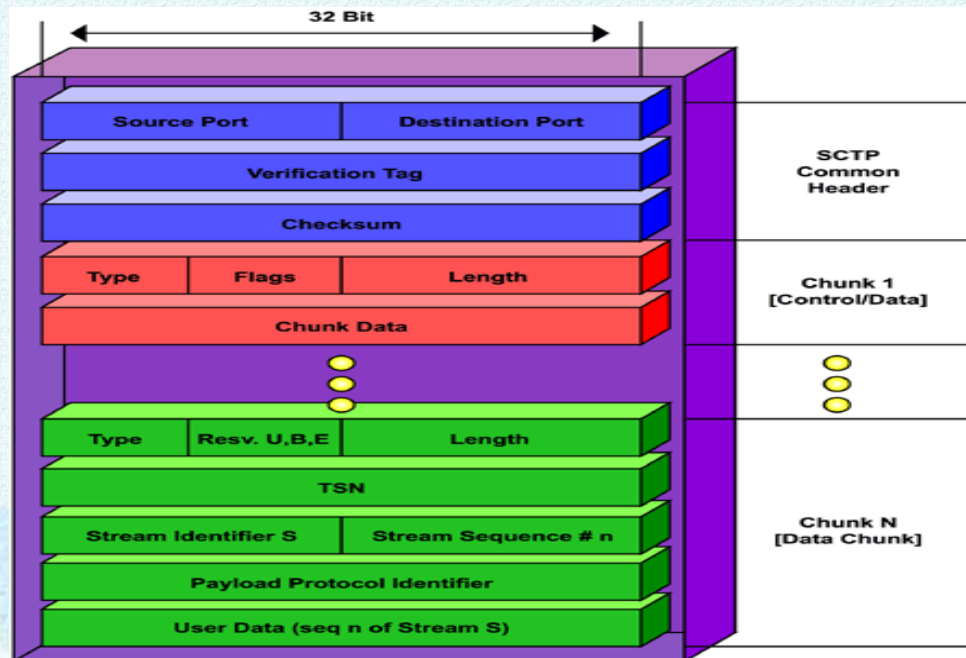 32 Bit
Source Port
Destination Port
Verification Tag
Checksum
SCTP
Common
Header
Type
Flags
Length
Chunk Data
Chunk 1
[Control/Data]
Type
Resv. U,B,E
Length
TSN
Stream Identifier S
Stream Sequence # n
Payload Protocol Identifier
User Data (seq n of Stream S)
Chunk N
[Data Chunk]